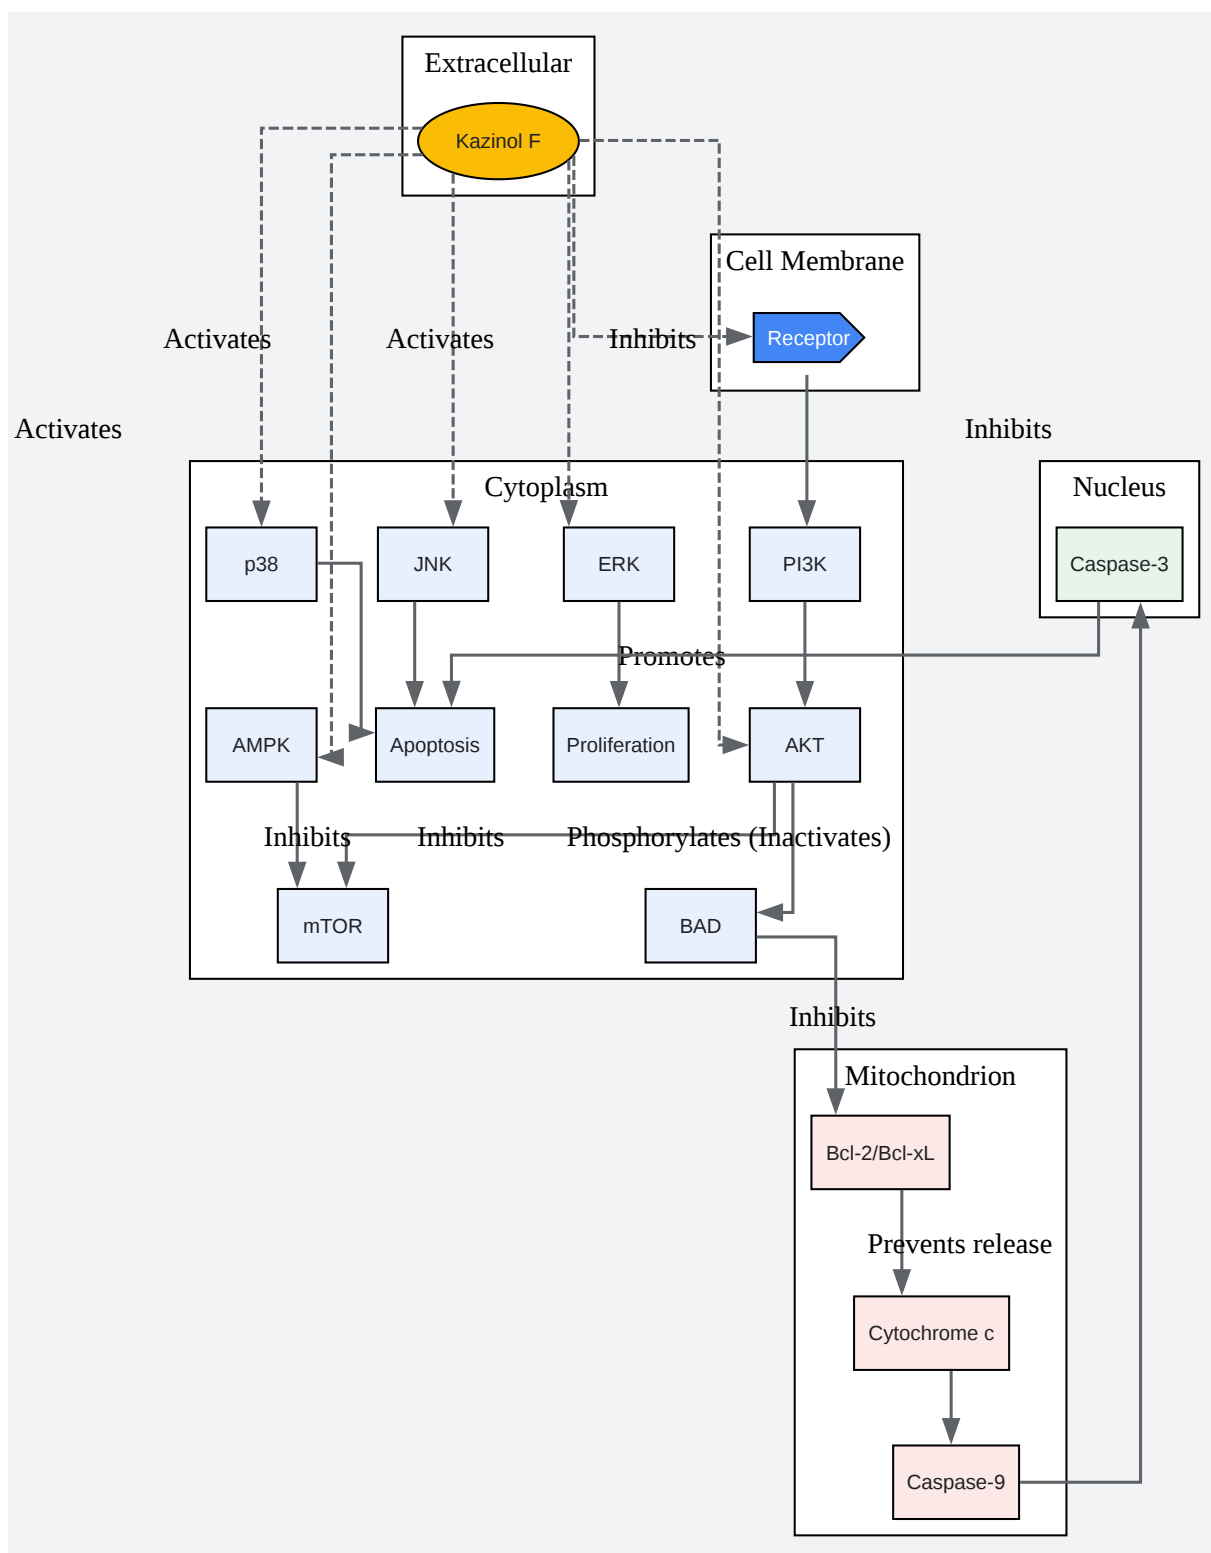 Extracellular
Kazinol F
Cell Membrane
Activates
Activates
Inhibits
Receptor
Activates
Inhibits
Cytoplasm
Nucleus
p38
JNK
ERK
PI3K
Caspase-3
Promotes
AMPK
Apoptosis
Proliferation
AKT
Inhibits
Inhibits
Phosphorylates (Inactivates)
mTOR
BAD
Inhibits
Mitochondrion
Bcl-2/Bcl-xL
Prevents release
Cytochrome c
Caspase-9